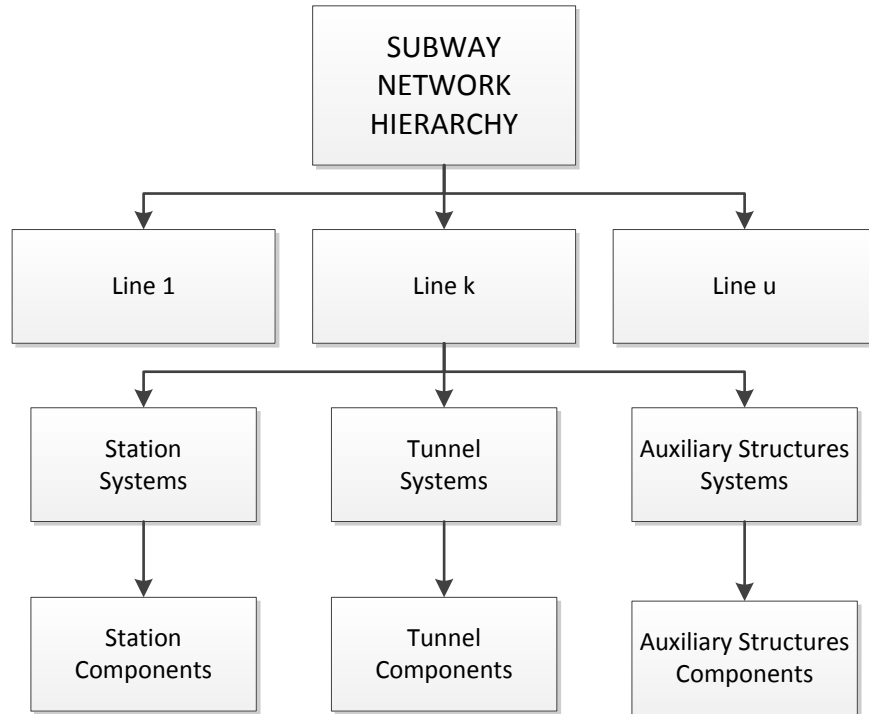 SUBWAY
NETWORK
HIERARCHY
Line 1
Line k
Line u
Station
Systems
Tunnel
Systems
Auxiliary Structures
Systems
Station
Components
Tunnel
Components
Auxiliary Structures
Components